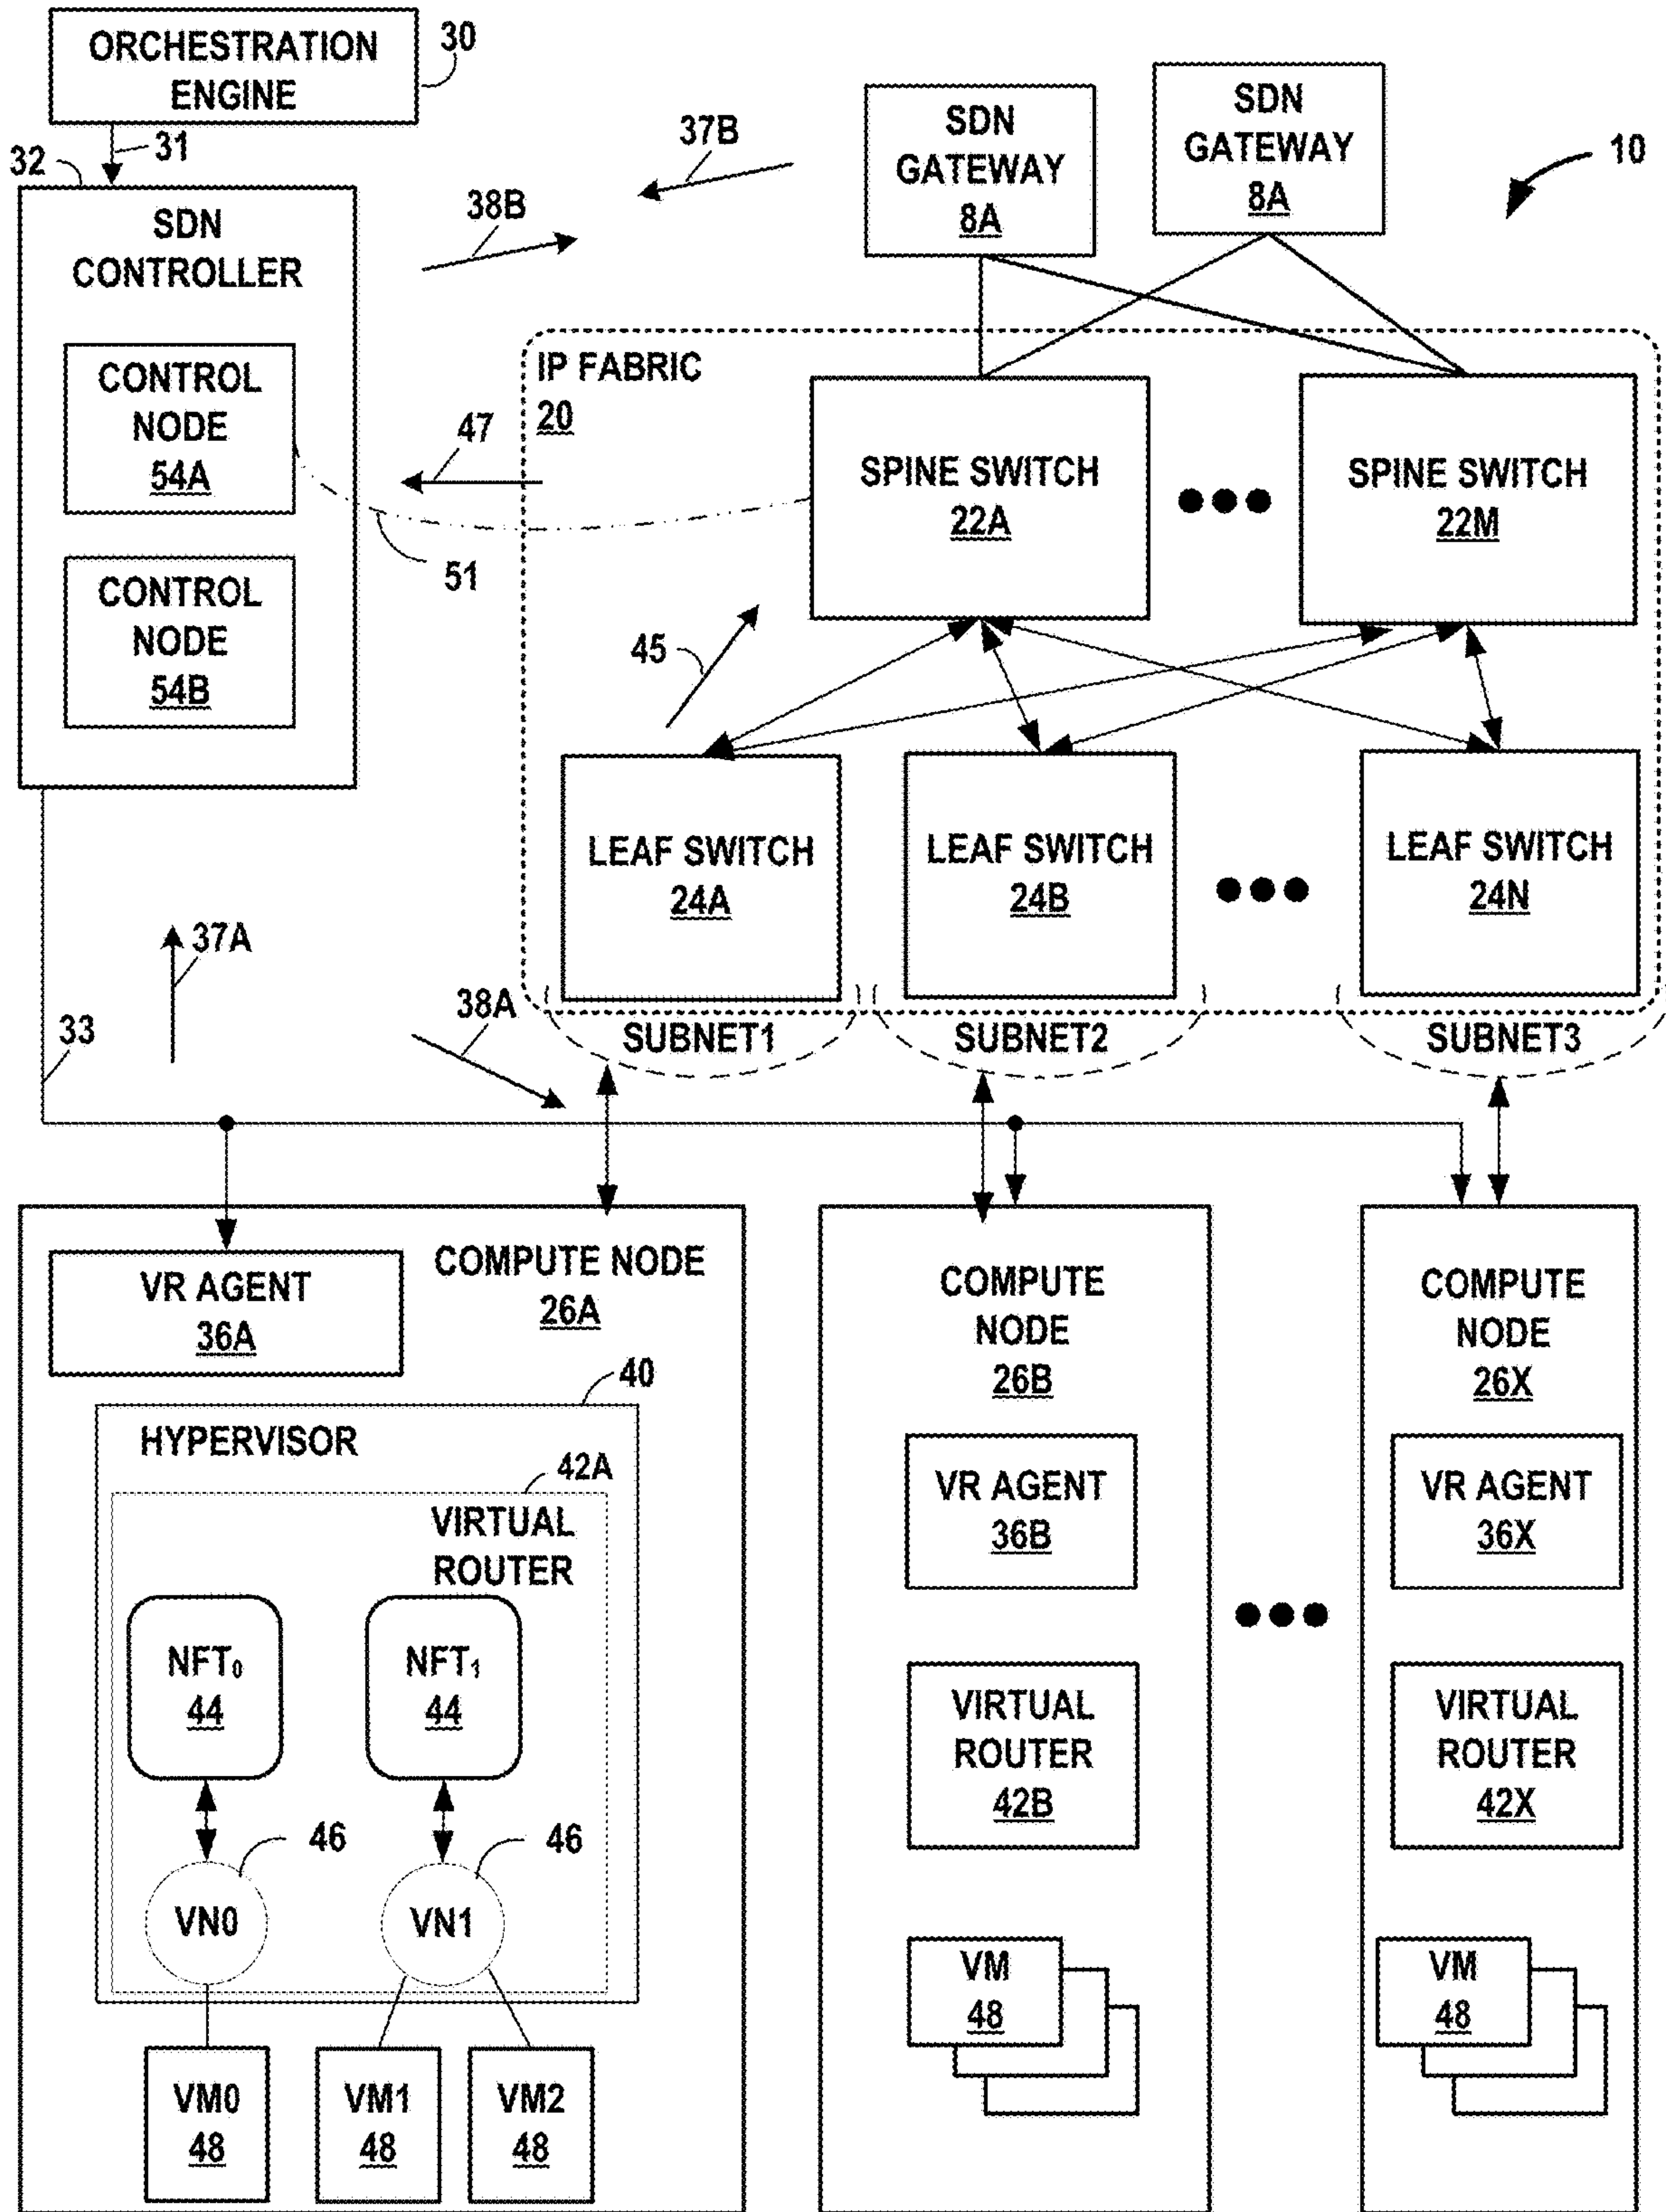 ORCHESTRATION
ENGINE
30
31
32
SDN
CONTROLLER
CONTROL
NODE
54A
CONTROL
NODE
54B
37B
38B
SDN
GATEWAY
8A
SDN
GATEWAY
8A
10
IP FABRIC
20
47
51
SPINE SWITCH
22A
SPINE SWITCH
22M
45
LEAF SWITCH
24A
LEAF SWITCH
24B
LEAF SWITCH
24N
37A
38A
33
SUBNET1
SUBNET2
SUBNET3
VR AGENT
36A
COMPUTE NODE
26A
40
HYPERVISOR
42A
VIRTUAL
ROUTER
NFT₀
44
NFT₁
44
46
46
VN0
VN1
VM0
48
VM1
48
VM2
48
COMPUTE
NODE
26B
VR AGENT
36B
VIRTUAL
ROUTER
42B
VM
48
COMPUTE
NODE
26X
VR AGENT
36X
VIRTUAL
ROUTER
42X
VM
48